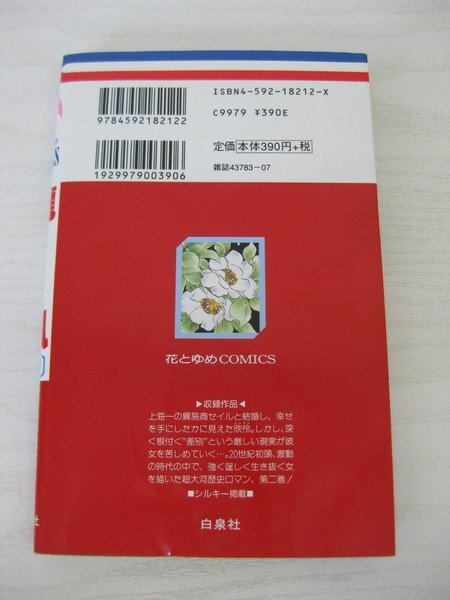 ISBN4-592-18212-X
C9979 ¥390E
9784592182122
定価 本体390円+税
雑誌43783-07
1929979003906
花とゆめCOMICS
▶収録作品◀
上海一の貿易商セイルと結婚し、幸せ
を手にしたかに見えた欣怜。しかし、深
く根付く“差別”という厳しい現実が彼
女を苦しめていく…。20世紀初頭、激動
の時代の中で、強く逞しく生き抜く女
を描いた超大河歴史ロマン、第二巻!
■シルキー掲載■
白泉社